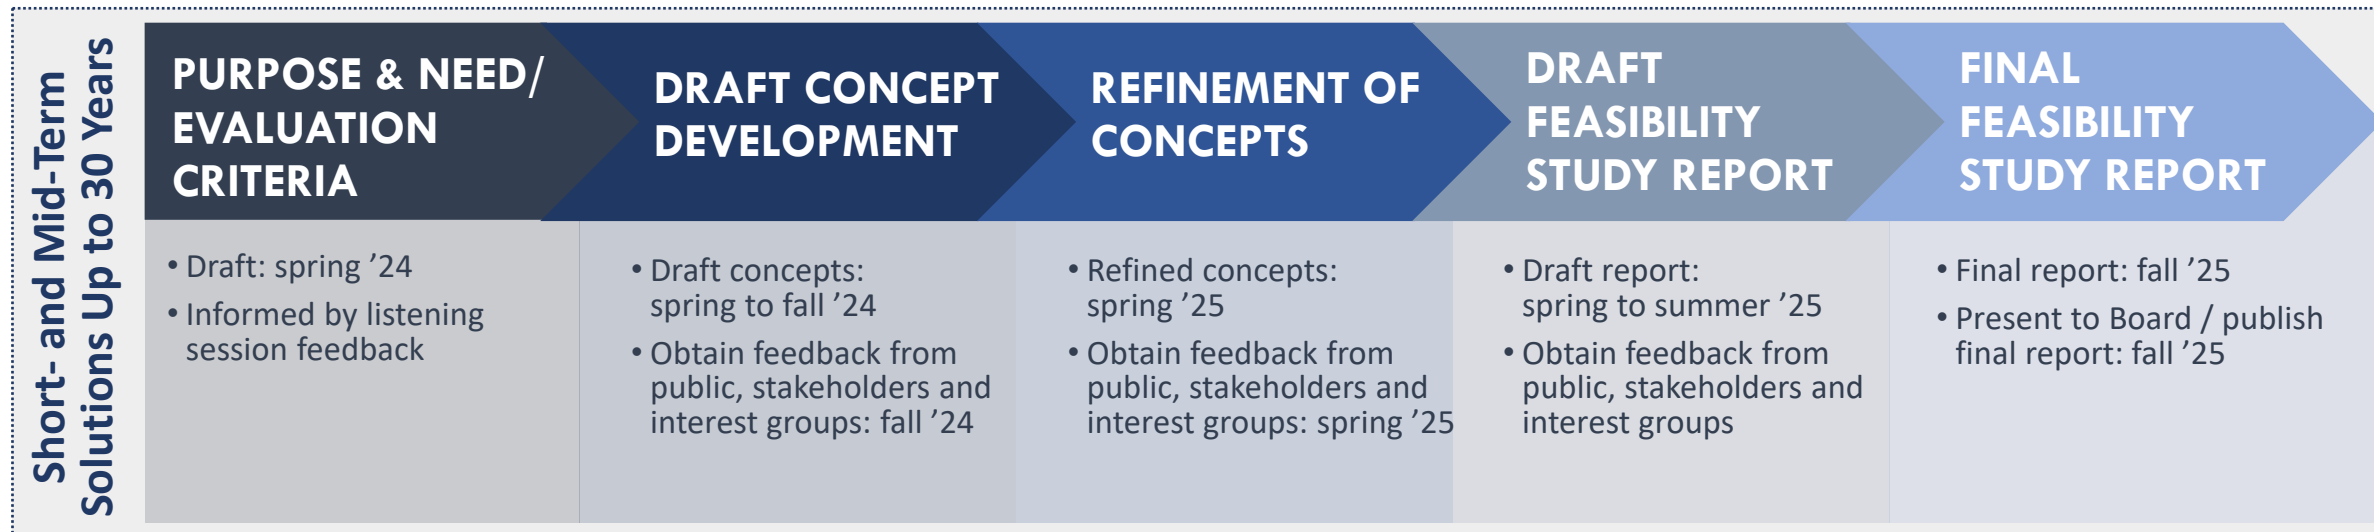 Short- and Mid-Term
Solutions Up to 30 Years
PURPOSE & NEED/
EVALUATION
CRITERIA
• Draft: spring ’24
• Informed by listening
session feedback
DRAFT CONCEPT
DEVELOPMENT
• Draft concepts:
spring to fall ’24
• Obtain feedback from
public, stakeholders and
interest groups: fall ’24
REFINEMENT OF
CONCEPTS
• Refined concepts:
spring ’25
• Obtain feedback from
public, stakeholders and
interest groups: spring ’25
DRAFT
FEASIBILITY
STUDY REPORT
• Draft report:
spring to summer ’25
• Obtain feedback from
public, stakeholders and
interest groups
FINAL
FEASIBILITY
STUDY REPORT
• Final report: fall ’25
• Present to Board / publish
final report: fall ’25